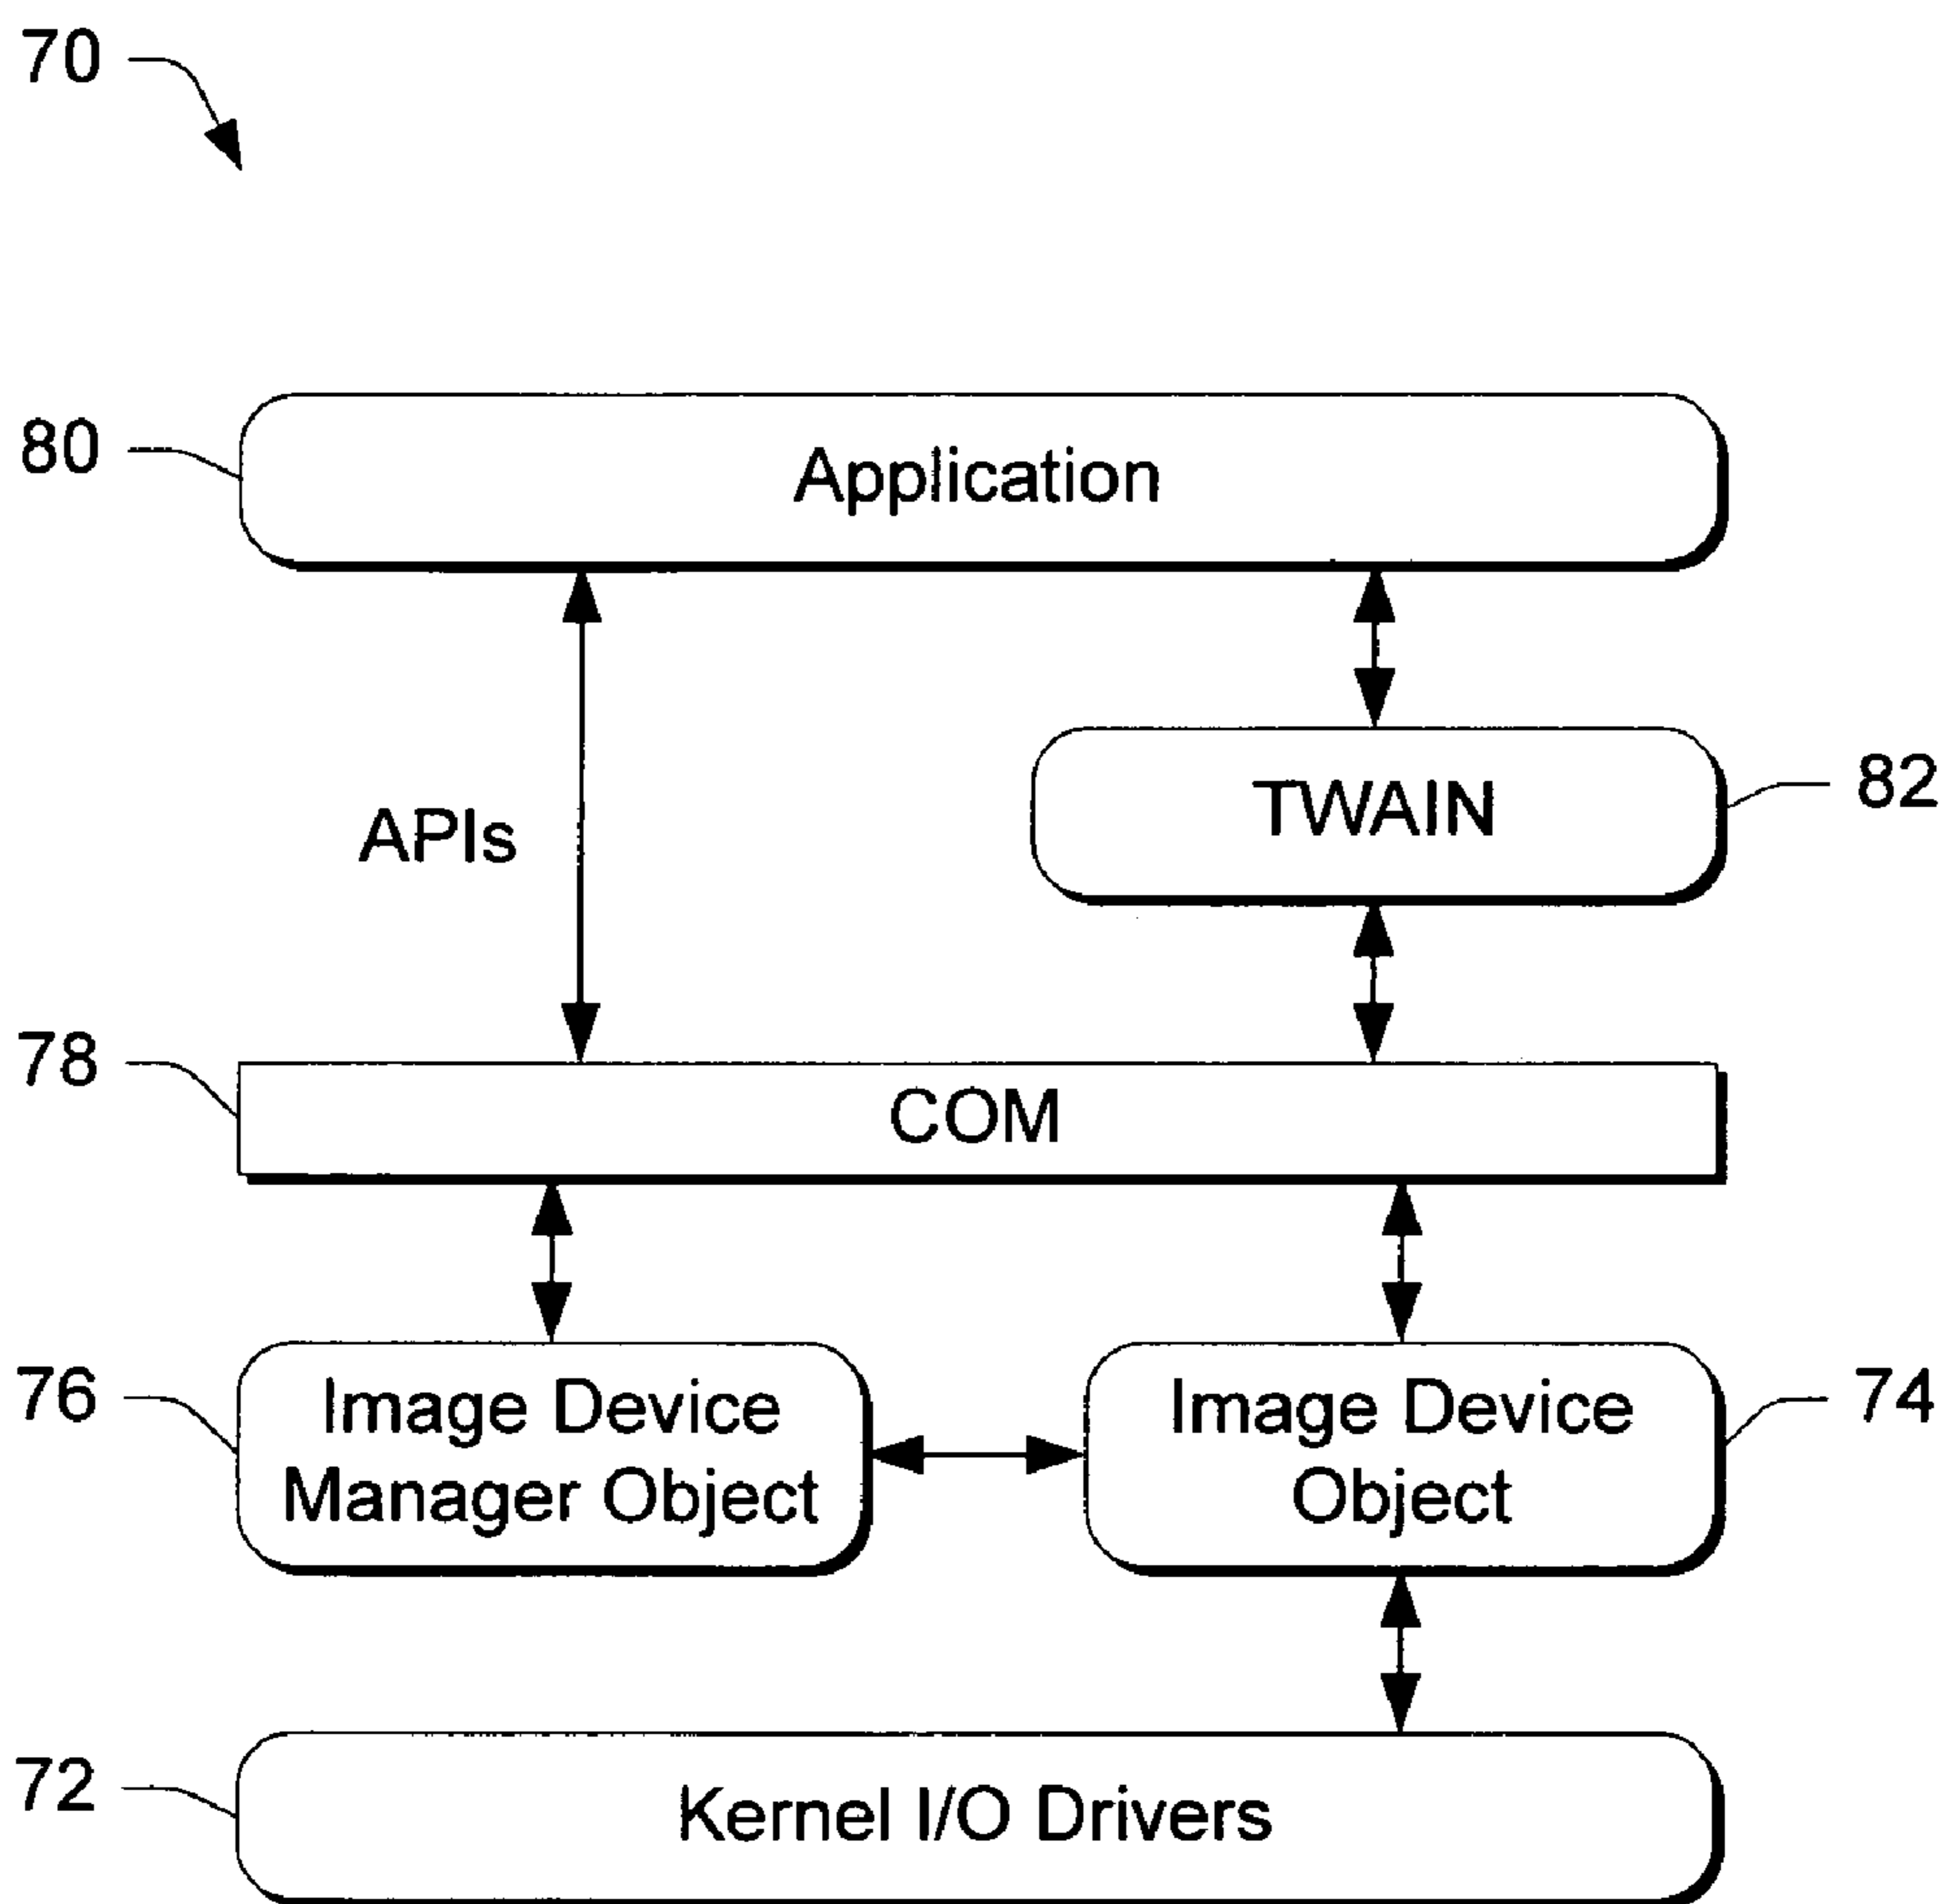 70
80
Application
TWAIN
82
APIs
78
COM
76
Image Device
Manager Object
Image Device
Object
74
72
Kernel I/O Drivers